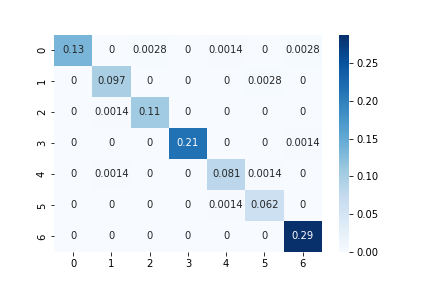 0 0.13 0 0.0028 0 0.0014 0 0.0028
1 0 0.097 0 0 0 0.0028 0
2 0 0.0014 0.11 0 0 0 0
3 0 0 0 0.21 0 0 0.0014
4 0 0.0014 0 0 0.081 0.0014 0
5 0 0 0 0 0.0014 0.062 0
6 0 0 0 0 0 0 0.29
0 1 2 3 4 5 6
0.25
0.20
0.15
0.10
0.05
0.00